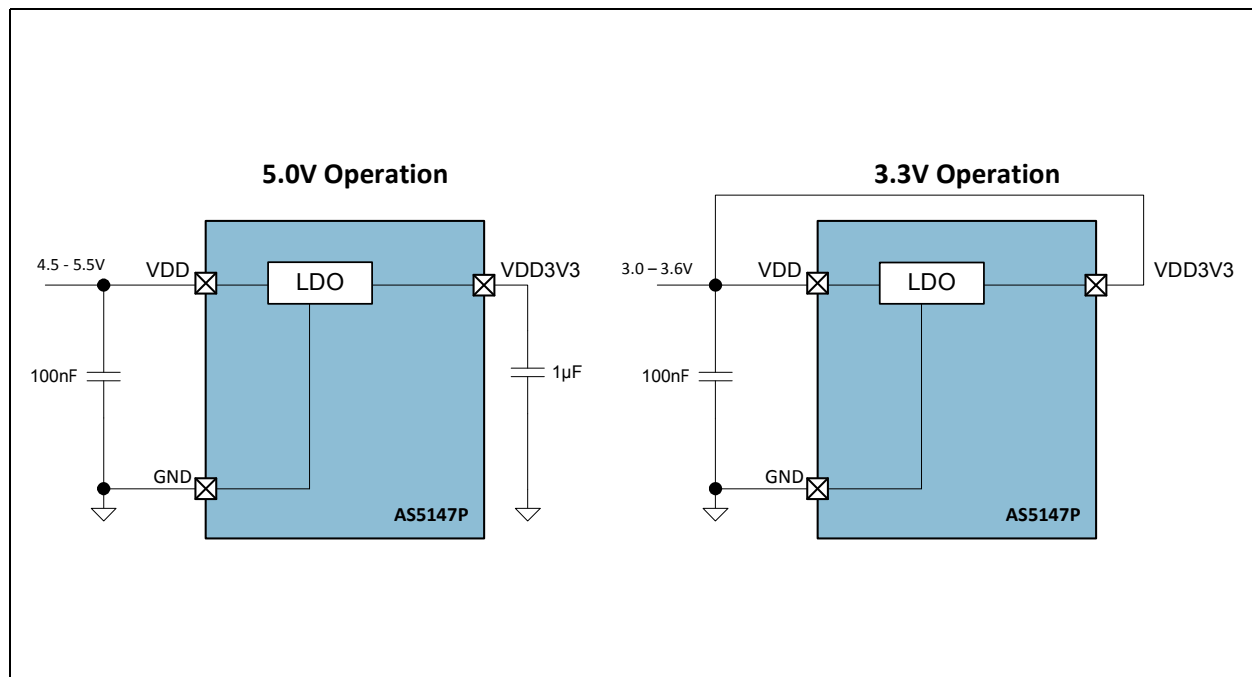 5.0V Operation
4.5 - 5.5V
VDD
LDO
VDD3V3
100nF
1µF
GND
AS5147P
3.3V Operation
3.0 – 3.6V
VDD
LDO
VDD3V3
100nF
GND
AS5147P